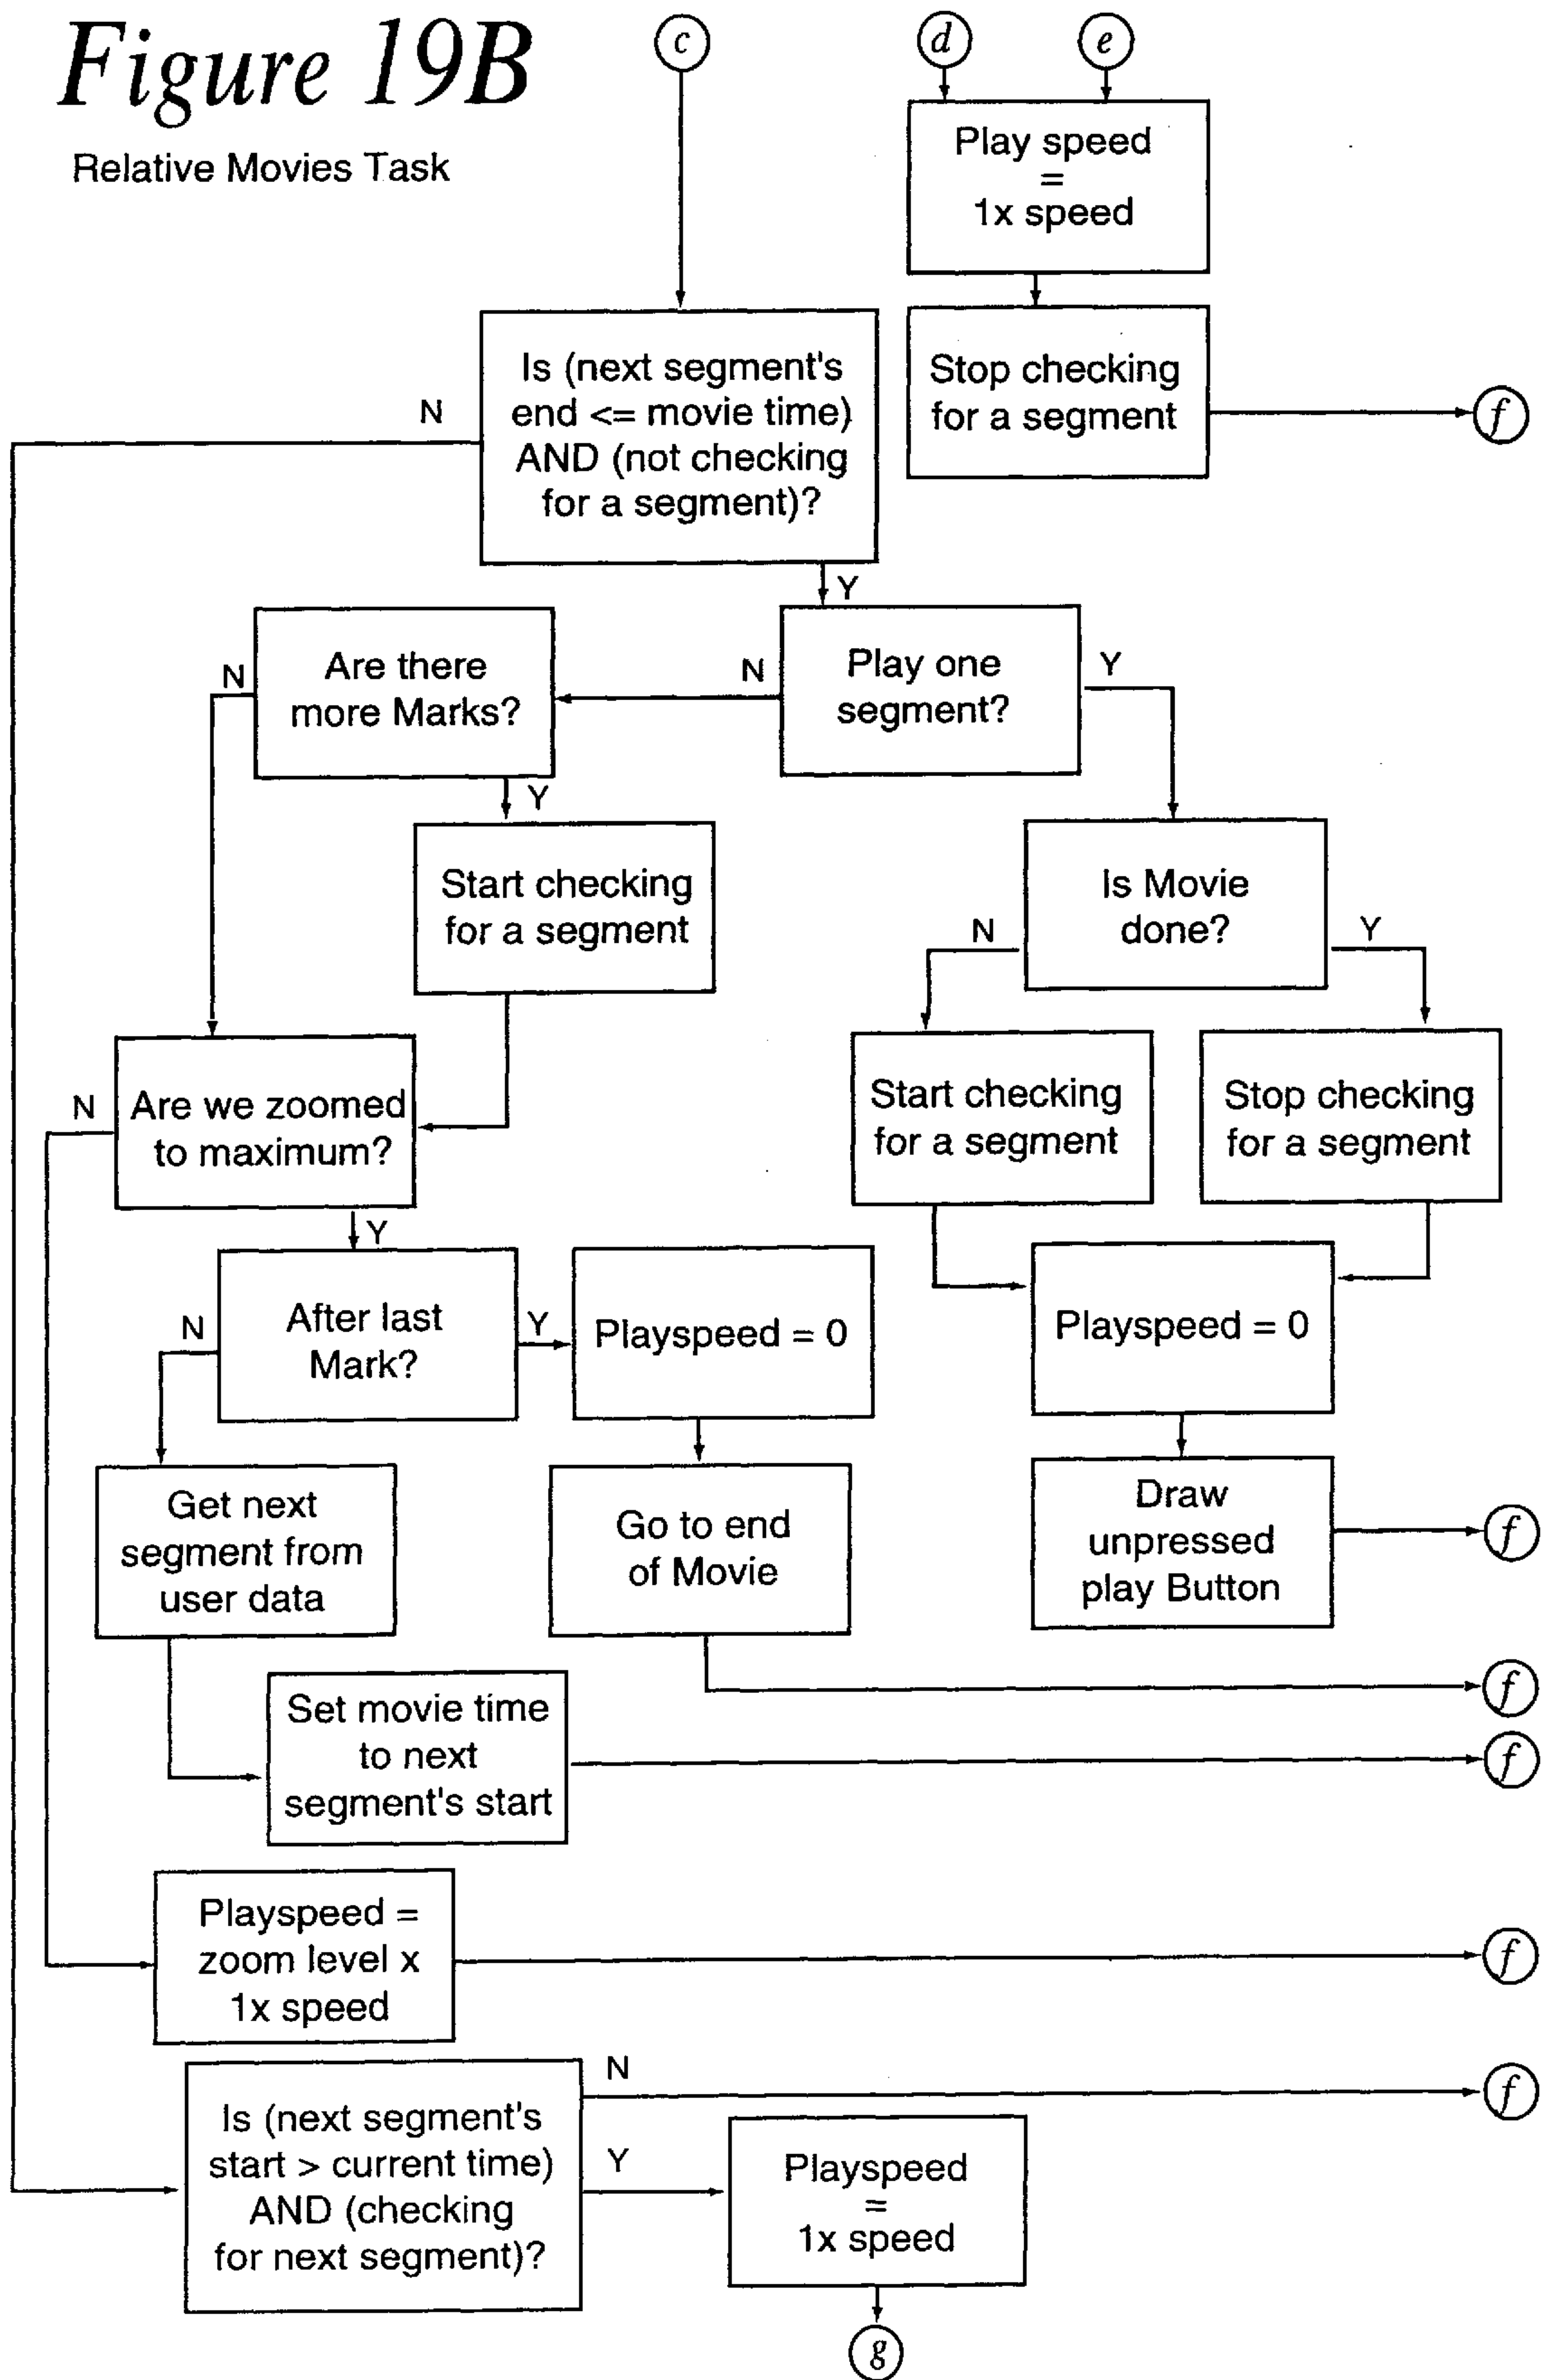 Figure 19B
Relative Movies Task
c
d
e
Play speed
=
1x speed
Is (next segment's
end <= movie time)
AND (not checking
for a segment)?
N
Y
Stop checking
for a segment
f
Are there
more Marks?
N
Y
Play one
segment?
N
Y
Start checking
for a segment
Is Movie
done?
N
Y
Are we zoomed
to maximum?
N
Y
Start checking
for a segment
Stop checking
for a segment
After last
Mark?
N
Y
Playspeed = 0
Playspeed = 0
Get next
segment from
user data
Go to end
of Movie
Draw
unpressed
play Button
f
f
Set movie time
to next
segment's start
f
Playspeed =
zoom level x
1x speed
f
Is (next segment's
start > current time)
AND (checking
for next segment)?
N
f
Y
Playspeed
=
1x speed
g